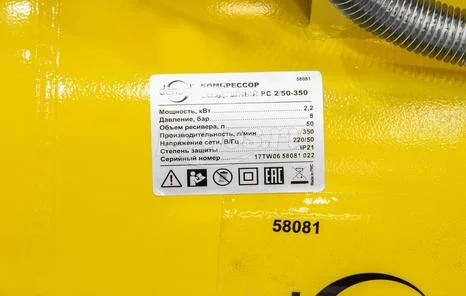 58081
КОМПРЕССОР
PC 2/50-350
Мощность, кВт 2,2
Давление, бар 8
Объем ресивера, л 50
Производительность, л/мин 350
Напряжение сети, В/Гц 220/50
Степень защиты IP21
Серийный номер 17TW06 58081 022
EAC
58081